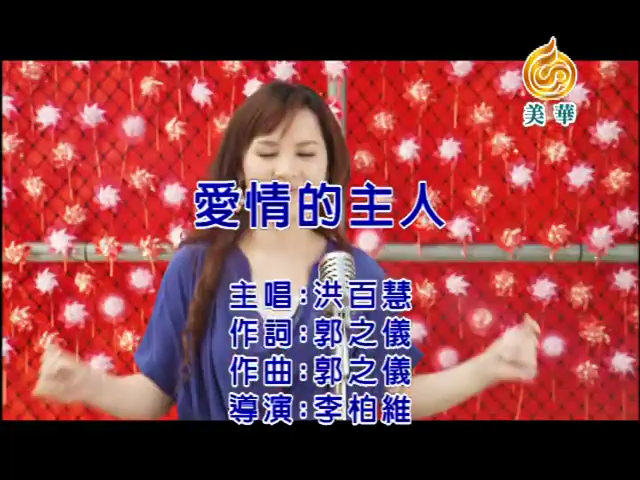 美華
愛情的主人
主唱:洪百慧
作詞:郭之儀
作曲:郭之儀
導演:李柏維